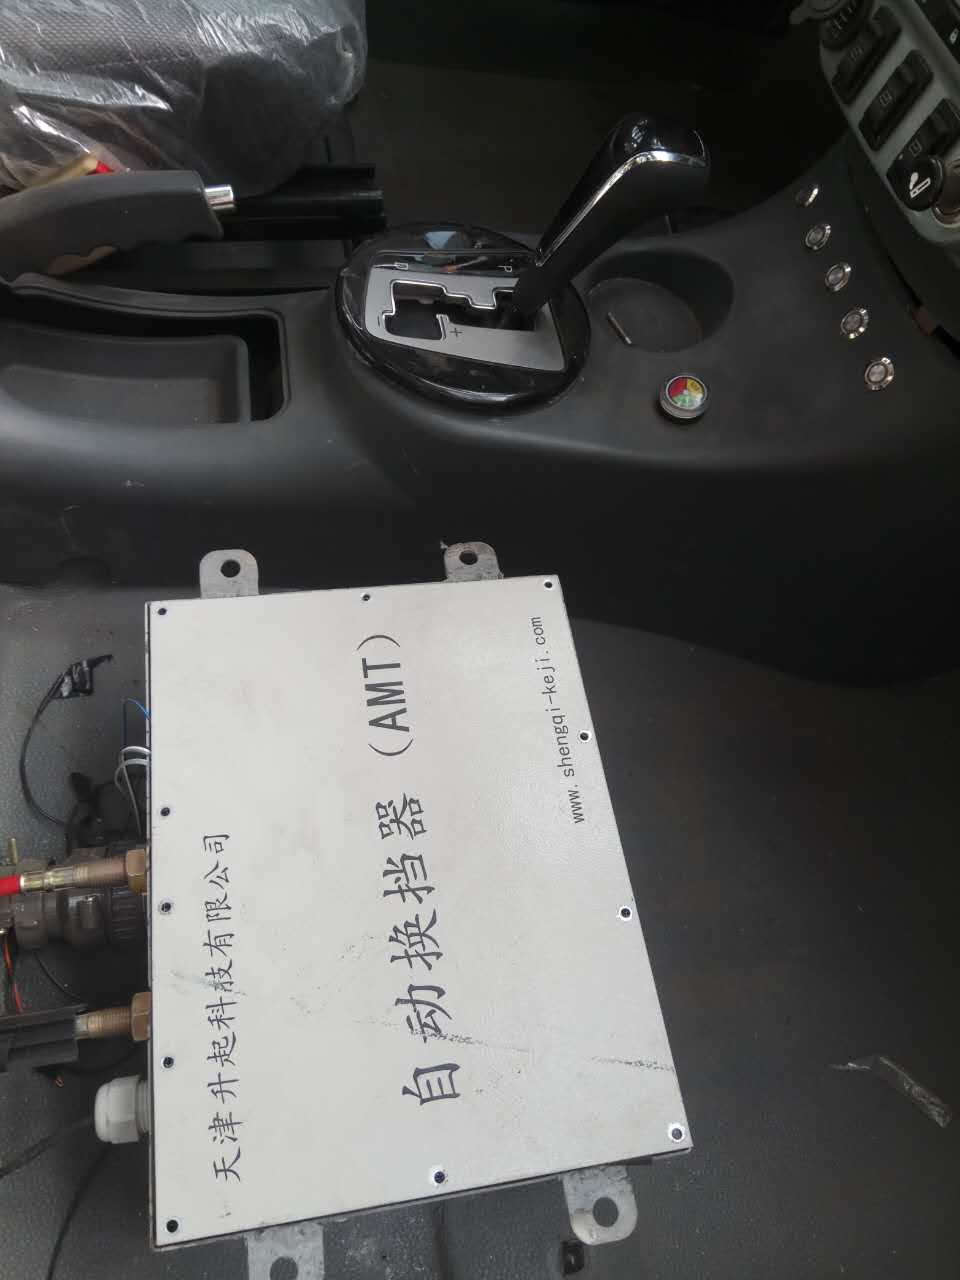 天津升起科技有限公司
自动换挡器（AMT）
www.shengqi-keji.com
P
+
-